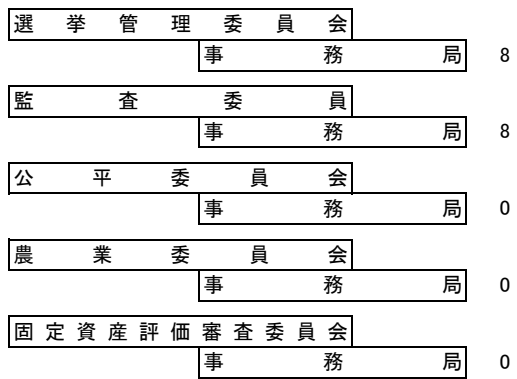 選挙管理委員会
事務局 8
監査委員
事務局 8
公平委員会
事務局 0
農業委員会
事務局 0
固定資産評価審査委員会
事務局 0